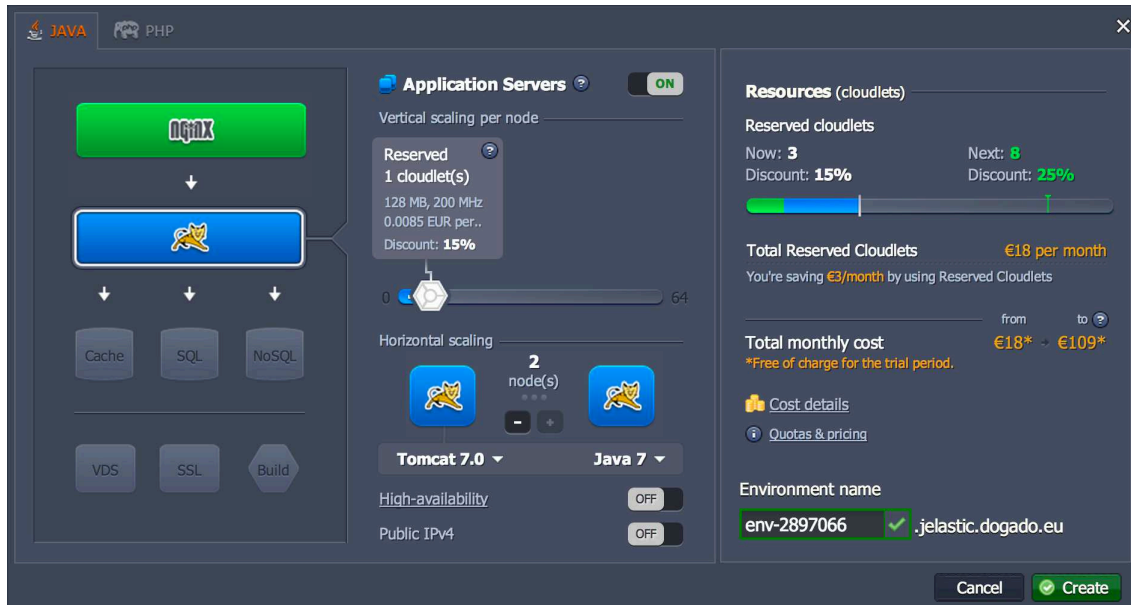 JAVA
PHP
NGINX
Cache
SQL
NoSQL
VDS
SSL
Build
Application Servers ?
ON
Vertical scaling per node
Reserved ?
1 cloudlet(s)
128 MB, 200 MHz
0.0085 EUR per..
Discount: 15%
0
64
Horizontal scaling
2
node(s)
- +
Tomcat 7.0
Java 7
High-availability OFF
Public IPv4 OFF
Resources (cloudlets)
Reserved cloudlets
Now: 3 Next: 8
Discount: 15% Discount: 25%
Total Reserved Cloudlets €18 per month
You're saving €3/month by using Reserved Cloudlets
from to ?
Total monthly cost €18* €109*
*Free of charge for the trial period.
Cost details
Quotas & pricing
Environment name
env-2897066 .jelastic.dogado.eu
Cancel Create